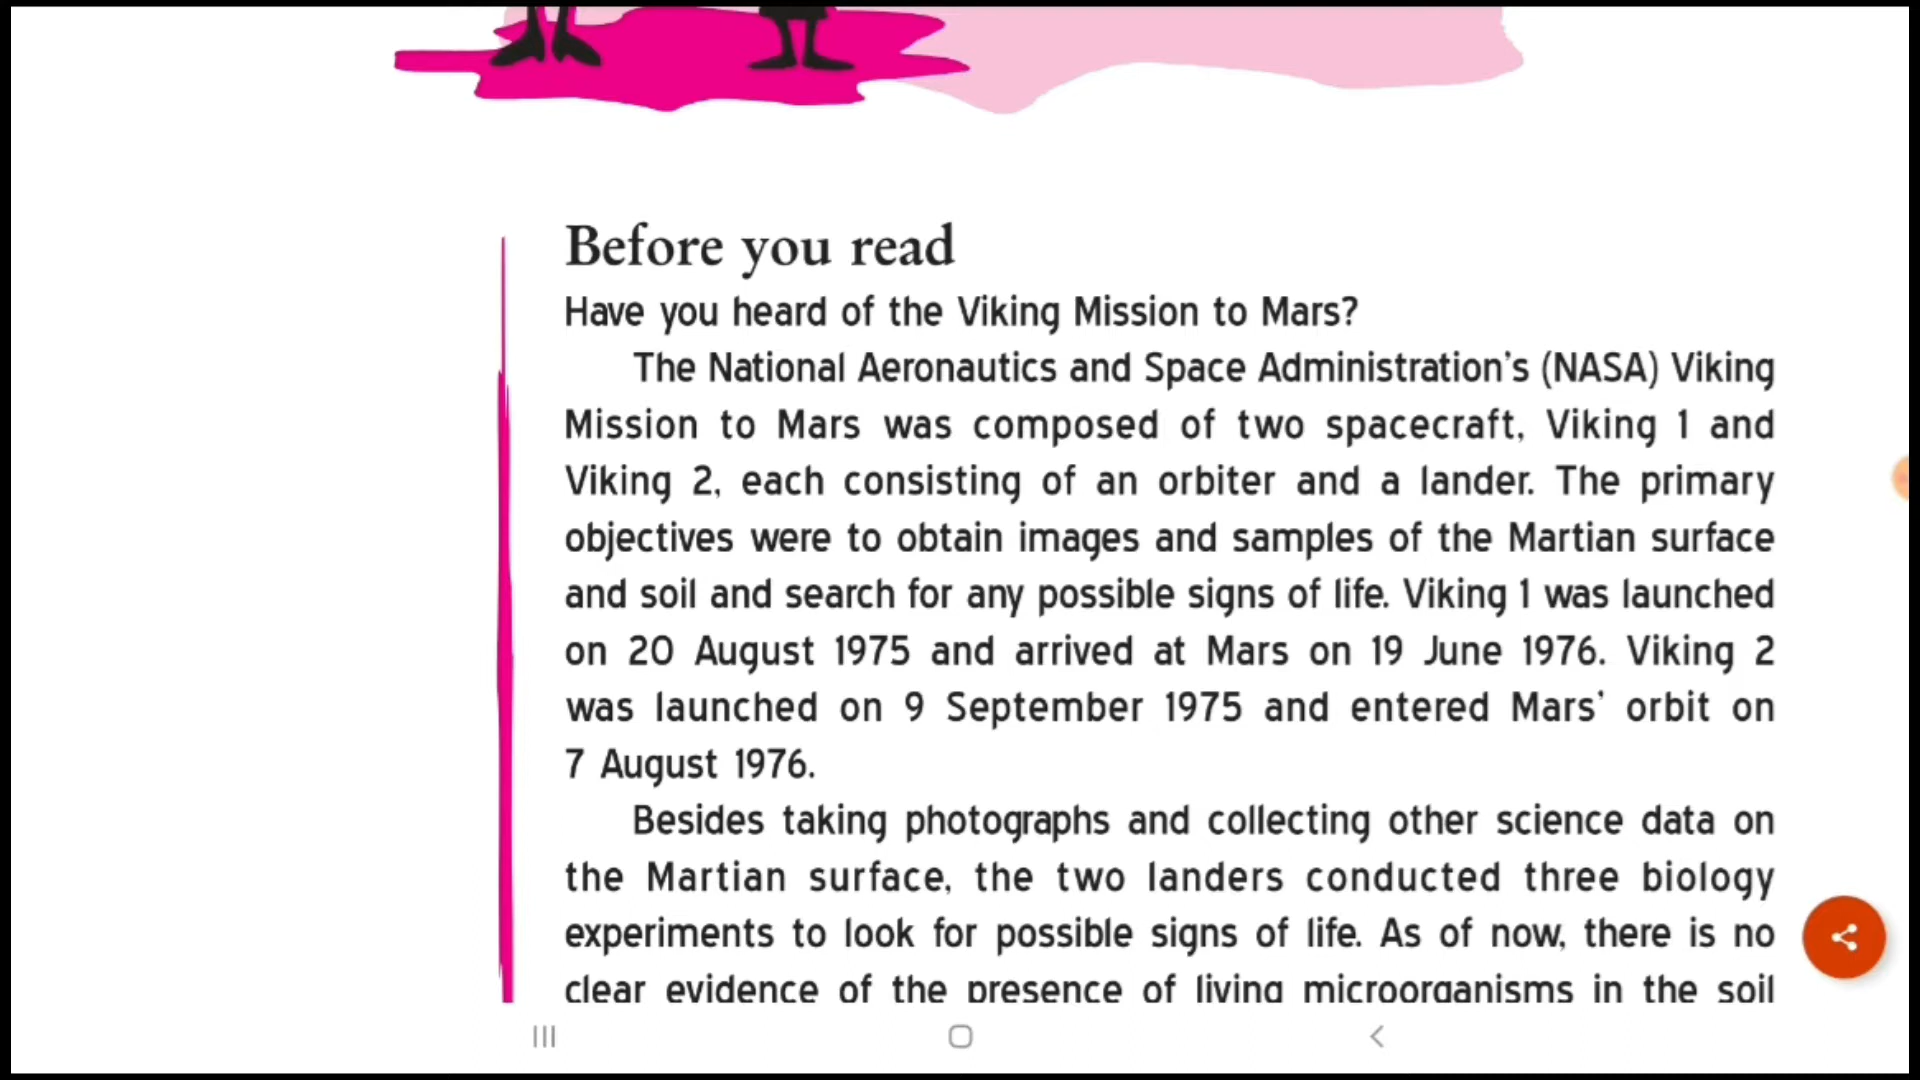 Before you read
Have you heard of the Viking Mission to Mars?
The National Aeronautics and Space Administration's (NASA) Viking
Mission to Mars was composed of two spacecraft, Viking 1 and
Viking 2, each consisting of an orbiter and a lander. The primary
objectives were to obtain images and samples of the Martian surface
and soil and search for any possible signs of life. Viking 1 was launched
on 20 August 1975 and arrived at Mars on 19 June 1976. Viking 2
was launched on 9 September 1975 and entered Mars' orbit on
7 August 1976.
Besides taking photographs and collecting other science data on
the Martian surface, the two landers conducted three biology
experiments to look for possible signs of life. As of now, there is no
clear evidence of the presence of living microorganisms in the soil